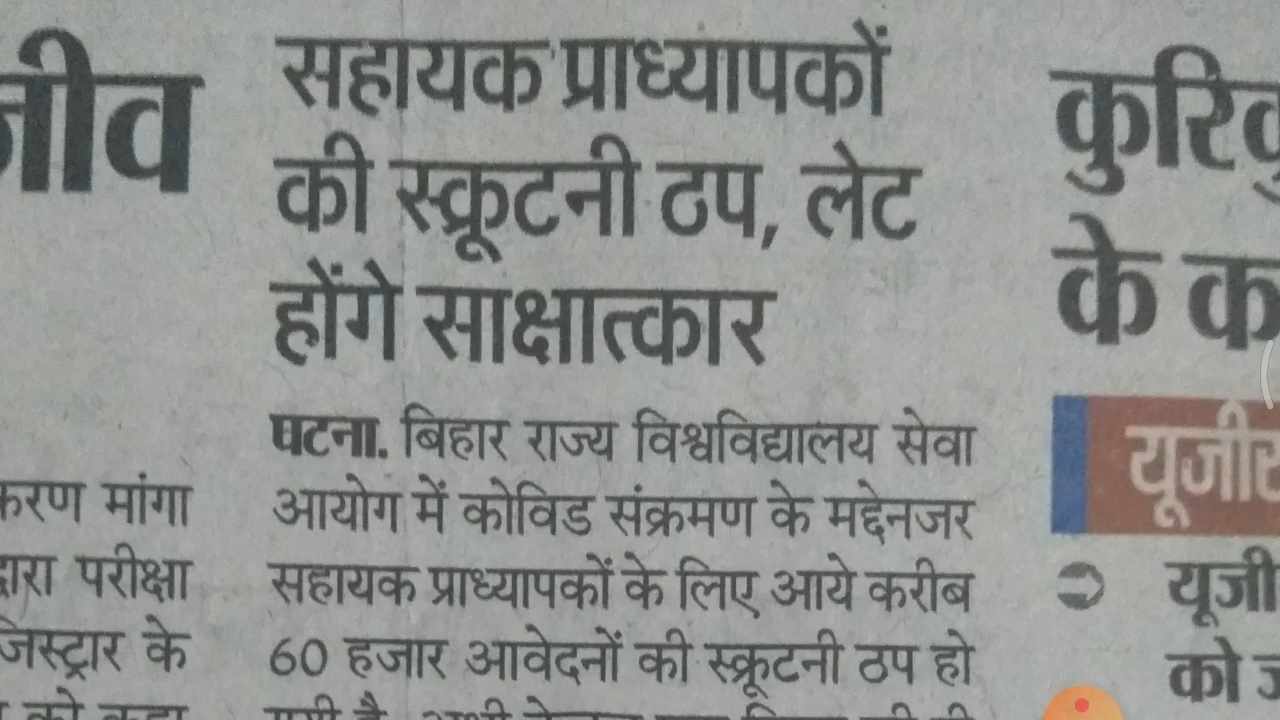 सहायक प्राध्यापकों
की स्क्रूटनी ठप, लेट
होंगे साक्षात्कार
पटना. बिहार राज्य विश्वविद्यालय सेवा
आयोग में कोविड संक्रमण के मद्देनजर
सहायक प्राध्यापकों के लिए आये करीब
60 हजार आवेदनों की स्क्रूटनी ठप हो
मांगा
परीक्षा
के
के
को